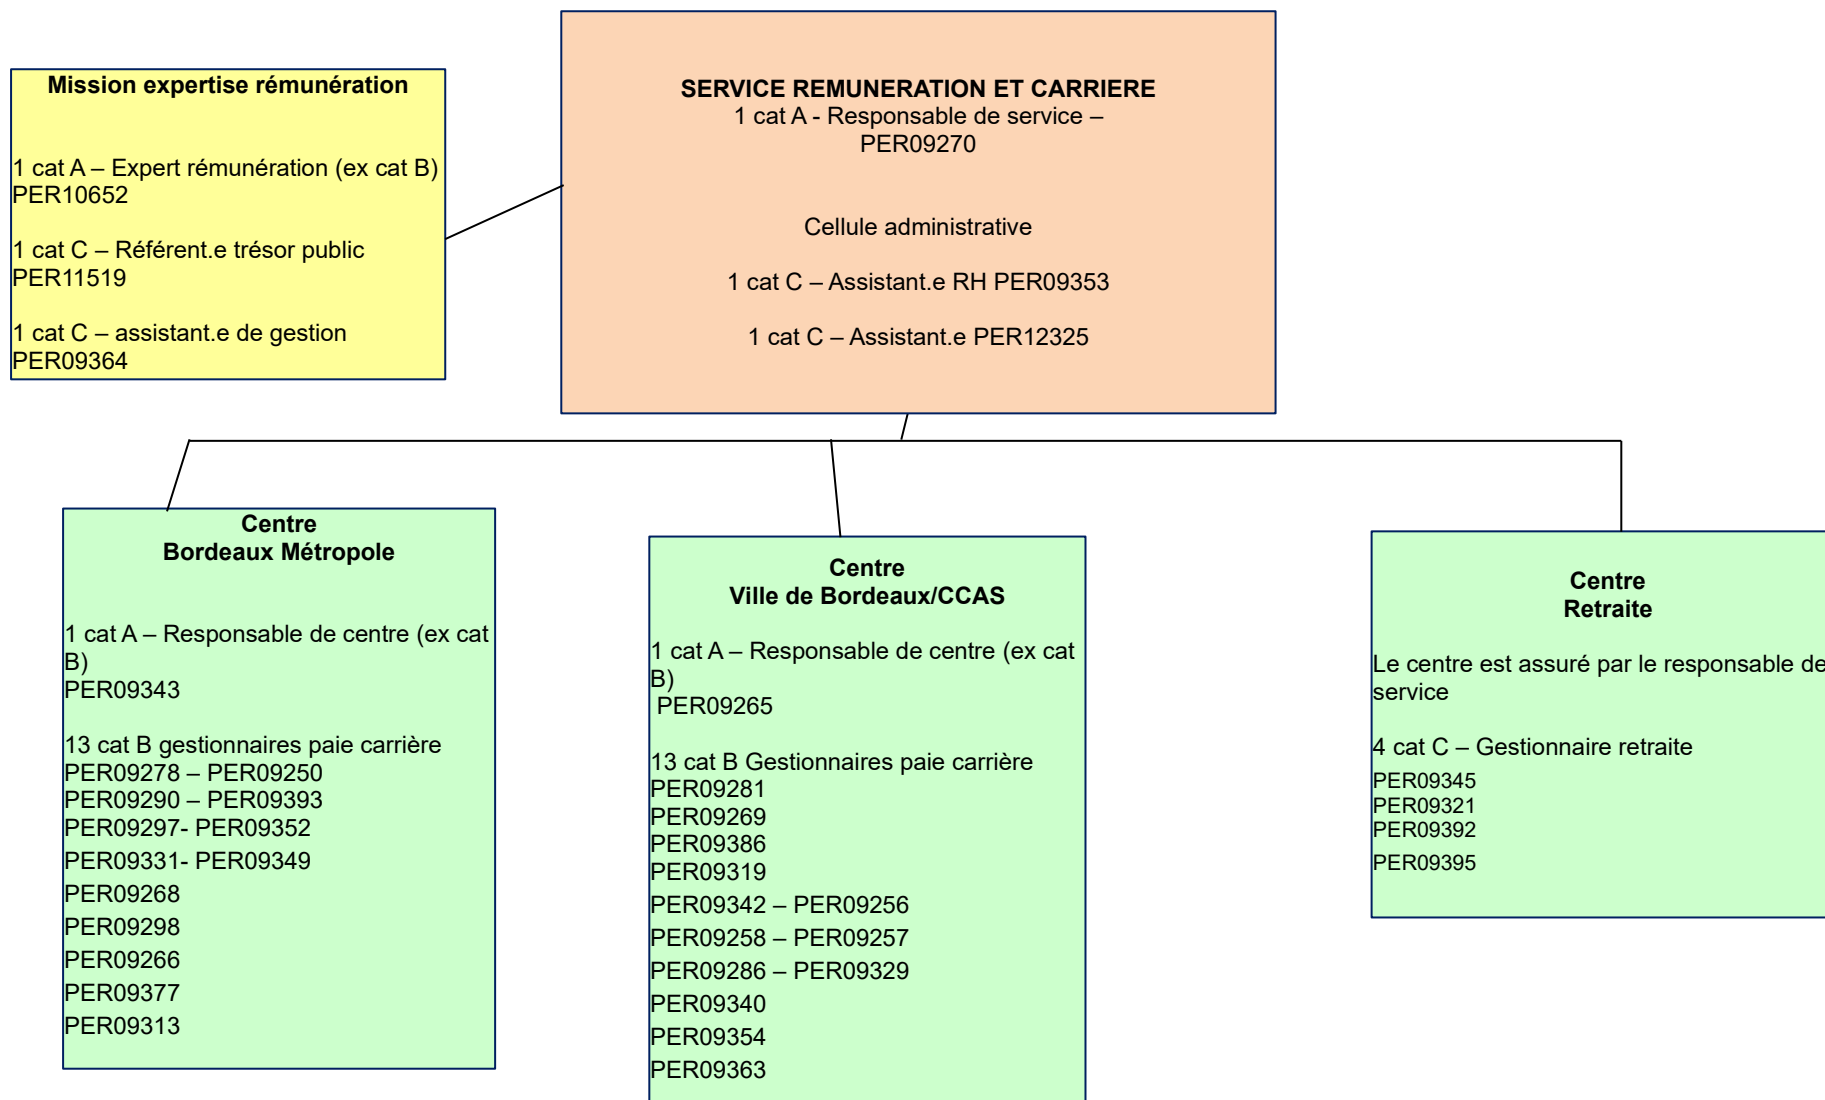 Mission expertise rémunération
1 cat A – Expert rémunération (ex cat B)
PER10652
1 cat C – Référent.e trésor public
PER11519
1 cat C – assistant.e de gestion
PER09364
SERVICE REMUNERATION ET CARRIERE
1 cat A - Responsable de service –
PER09270
Cellule administrative
1 cat C – Assistant.e RH PER09353
1 cat C – Assistant.e PER12325
Centre
Bordeaux Métropole
1 cat A – Responsable de centre (ex cat
B)
PER09343
13 cat B gestionnaires paie carrière
PER09278 – PER09250
PER09290 – PER09393
PER09297- PER09352
PER09331- PER09349
PER09268
PER09298
PER09266
PER09377
PER09313
Centre
Ville de Bordeaux/CCAS
1 cat A – Responsable de centre (ex cat
B)
PER09265
13 cat B Gestionnaires paie carrière
PER09281
PER09269
PER09386
PER09319
PER09342 – PER09256
PER09258 – PER09257
PER09286 – PER09329
PER09340
PER09354
PER09363
Centre
Retraite
Le centre est assuré par le responsable de
service
4 cat C – Gestionnaire retraite
PER09345
PER09321
PER09392
PER09395